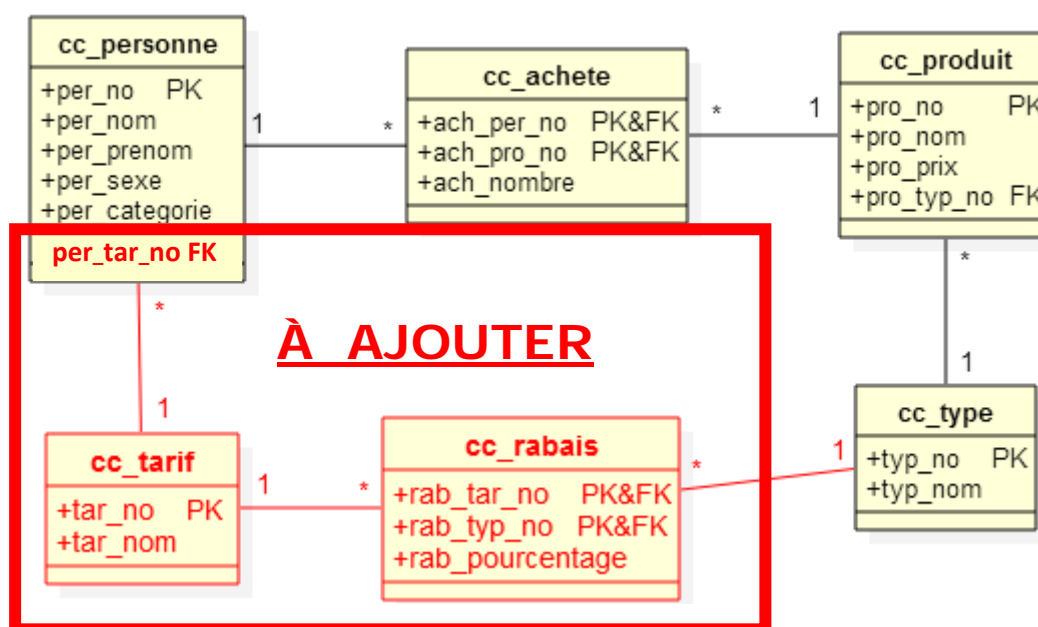 cc_personne
+per_no PK
+per_nom
+per_prenom
+per_sexe
+per_categorie
per_tar_no FK
1
*
cc_achete
+ach_per_no PK&FK
+ach_pro_no PK&FK
+ach_nombre
*
1
cc_produit
+pro_no PK
+pro_nom
+pro_prix
+pro_typ_no FK
*
1
À AJOUTER
*
1
cc_tarif
+tar_no PK
+tar_nom
1
*
cc_rabais
+rab_tar_no PK&FK
+rab_typ_no PK&FK
+rab_pourcentage
*
1
cc_type
+typ_no PK
+typ_nom